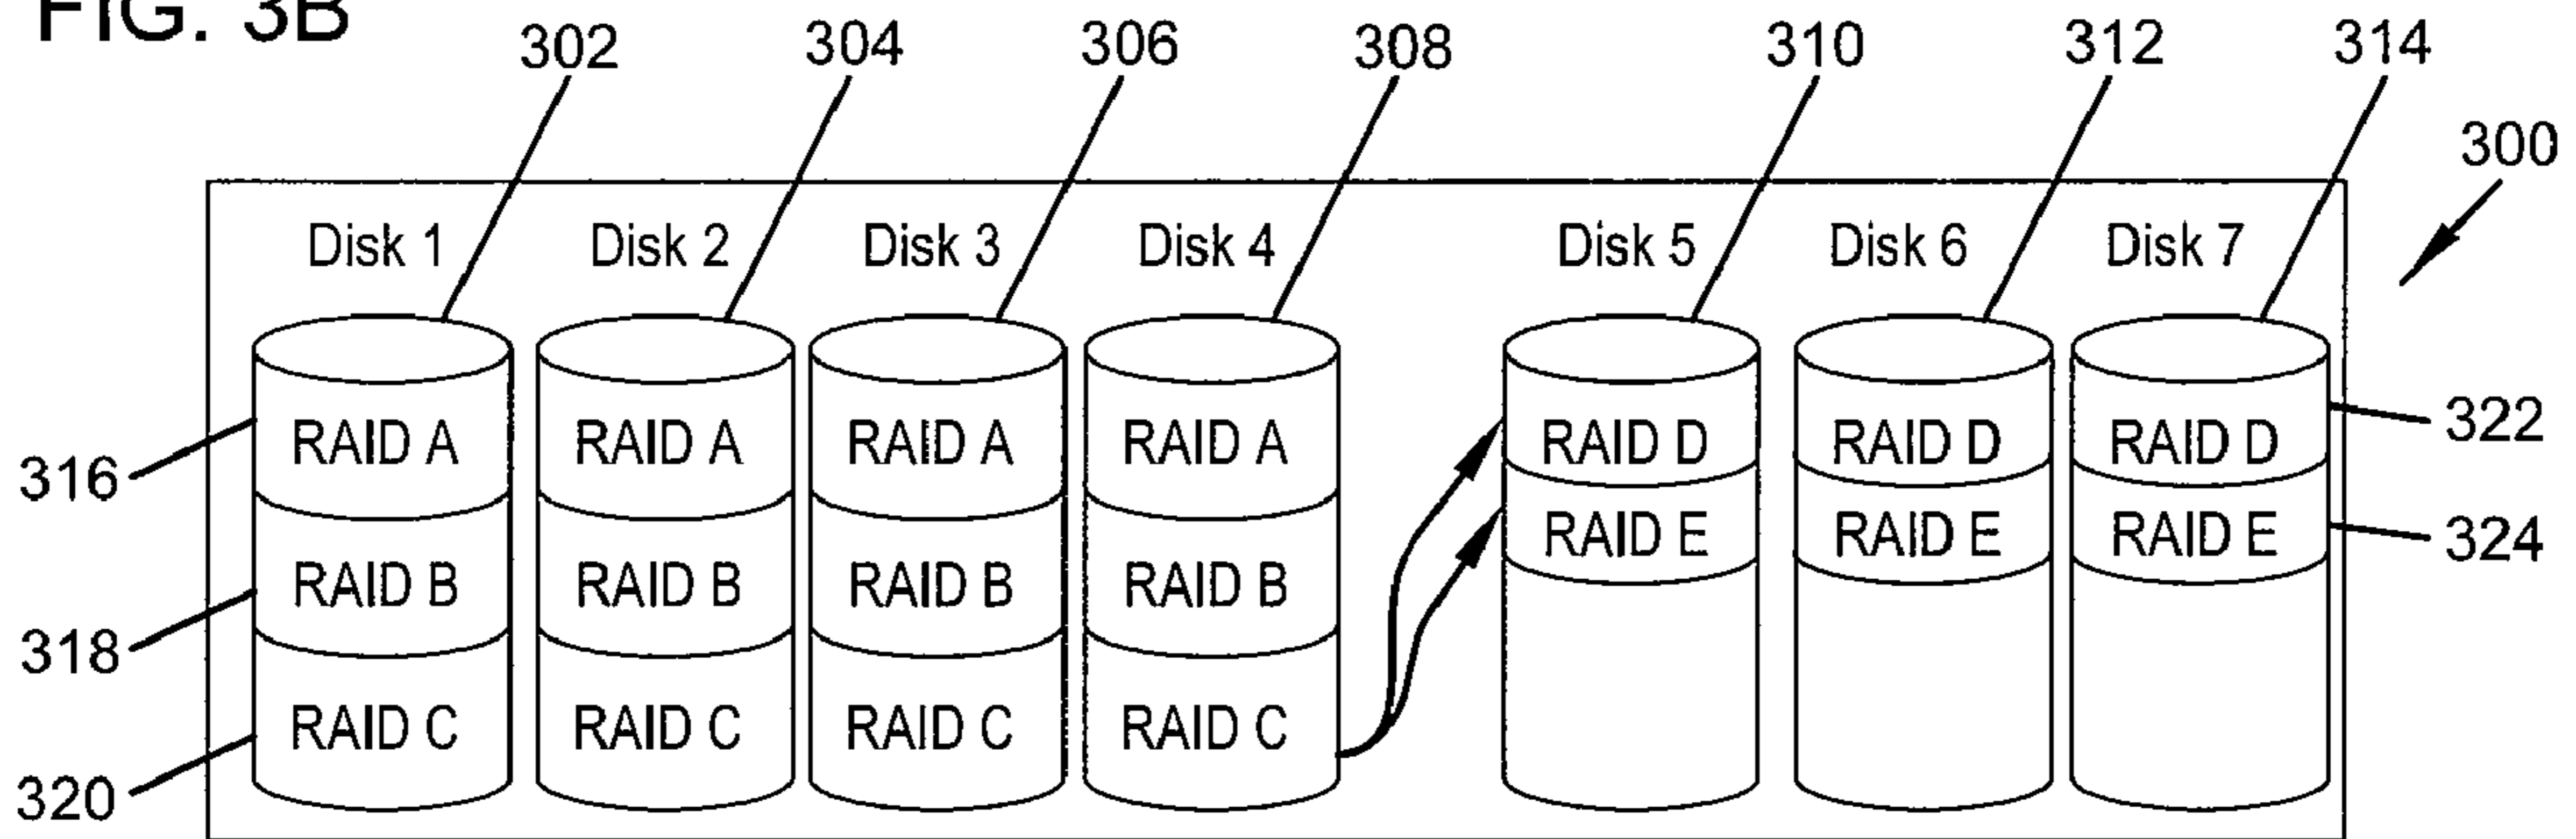 FIG. 3B
302 304 306 308 310 312 314
300
Disk 1 Disk 2 Disk 3 Disk 4 Disk 5 Disk 6 Disk 7
RAID A RAID A RAID A RAID A RAID D RAID D RAID D 322
316
RAID E RAID E RAID E 324
RAID B RAID B RAID B RAID B
318
RAID C RAID C RAID C RAID C
320